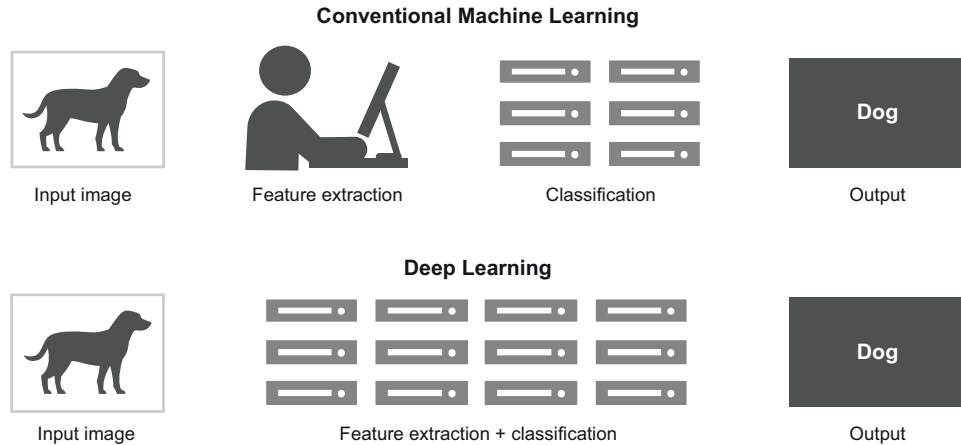 Conventional Machine Learning
Dog
Input image
Feature extraction
Classification
Output
Deep Learning
Dog
Input image
Feature extraction + classification
Output